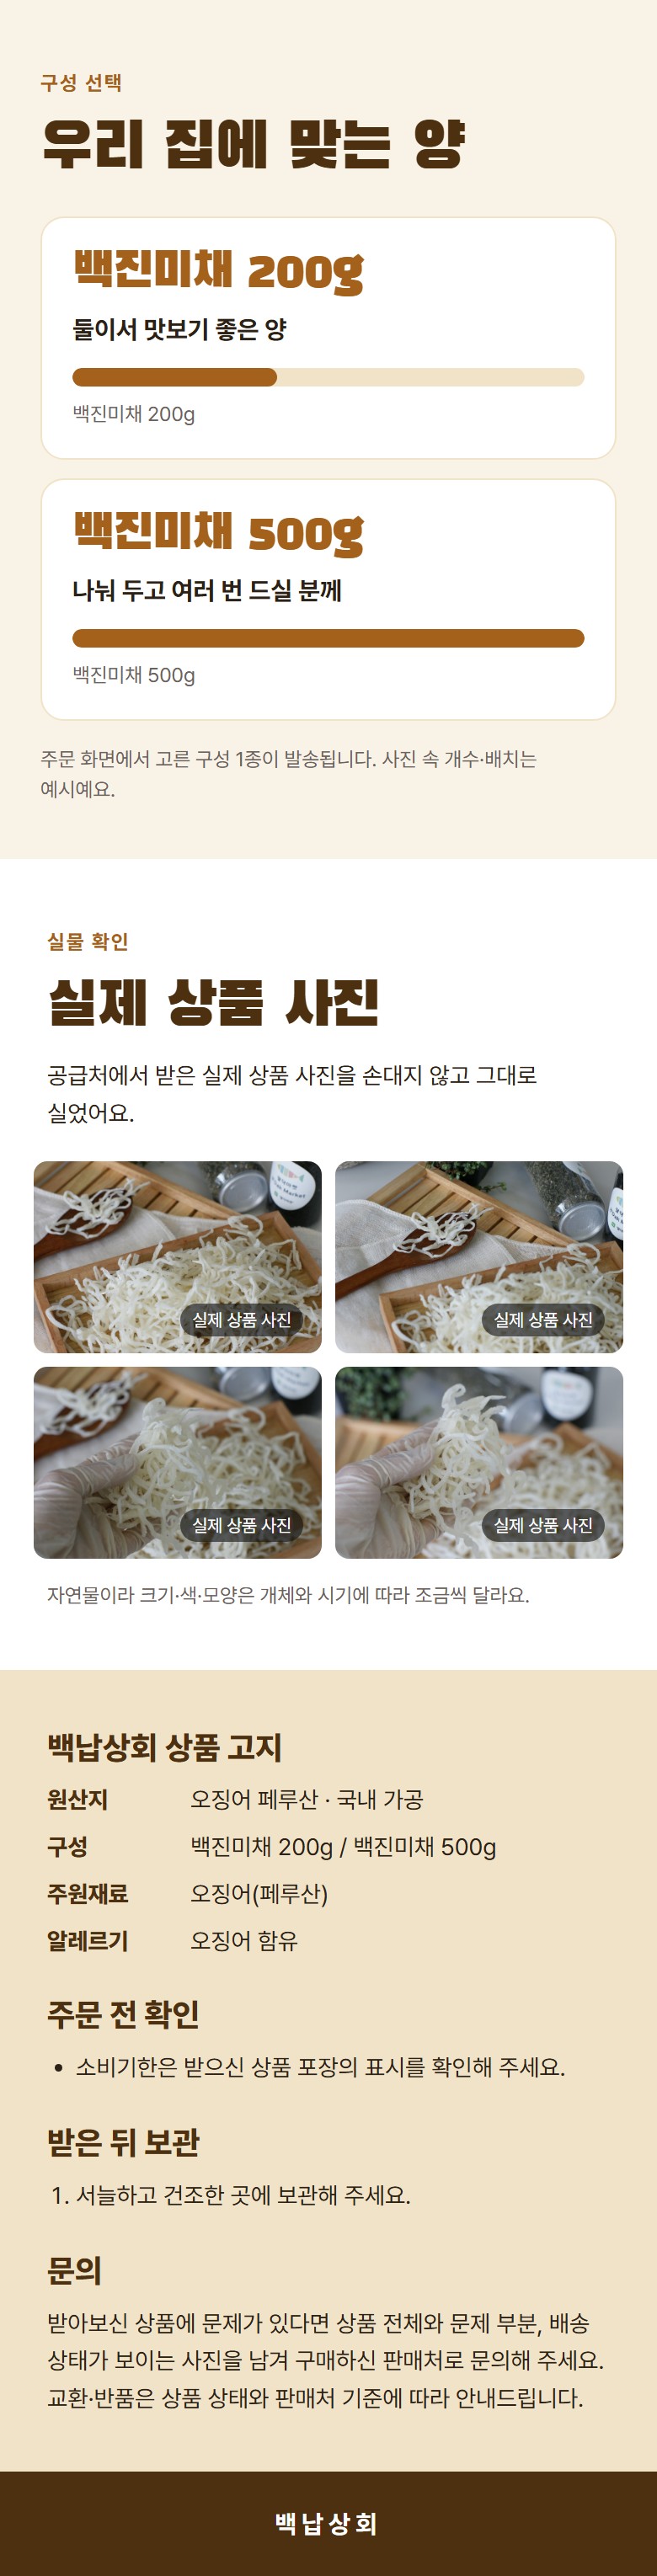 구성 선택
우리 집에 맞는 양
백진미채 200g
둘이서 맛보기 좋은 양
백진미채 200g
백진미채 500g
나눠 두고 여러 번 드실 분께
백진미채 500g
주문 화면에서 고른 구성 1종이 발송됩니다. 사진 속 개수·배치는
예시예요.
실물 확인
실제 상품 사진
공급처에서 받은 실제 상품 사진을 손대지 않고 그대로
실었어요.
실제 상품 사진
실제 상품 사진
실제 상품 사진
실제 상품 사진
자연물이라 크기·색·모양은 개체와 시기에 따라 조금씩 달라요.
백납상회 상품 고지
원산지 오징어 페루산 · 국내 가공
구성 백진미채 200g / 백진미채 500g
주원재료 오징어(페루산)
알레르기 오징어 함유
주문 전 확인
• 소비기한은 받으신 상품 포장의 표시를 확인해 주세요.
받은 뒤 보관
1. 서늘하고 건조한 곳에 보관해 주세요.
문의
받아보신 상품에 문제가 있다면 상품 전체와 문제 부분, 배송
상태가 보이는 사진을 남겨 구매하신 판매처로 문의해 주세요.
교환·반품은 상품 상태와 판매처 기준에 따라 안내드립니다.
백납상회